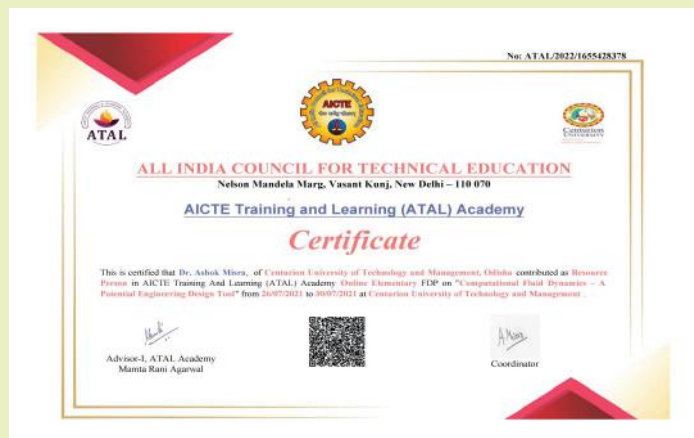 No: ATAL/2022/1655428378
ATAL
AICTE
Centurion
UNIVERSITY
ALL INDIA COUNCIL FOR TECHNICAL EDUCATION
Nelson Mandela Marg, Vasant Kunj, New Delhi – 110 070
AICTE Training and Learning (ATAL) Academy
Certificate
This is certified that Dr. Ashok Misra, of Centurion University of Technology and Management, Odisha contributed as Resource
Person in AICTE Training And Learning (ATAL) Academy Online Elementary FDP on "Computational Fluid Dynamics – A
Potential Engineering Design Tool" from 26/07/2021 to 30/07/2021 at Centurion University of Technology and Management .
A.Misra
Advisor-I, ATAL Academy
Mamta Rani Agarwal
Coordinator